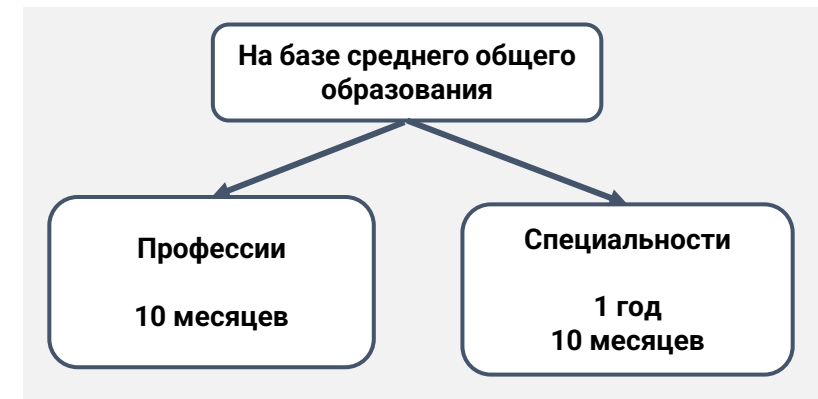 На базе среднего общего
образования
Профессии
10 месяцев
Специальности
1 год
10 месяцев